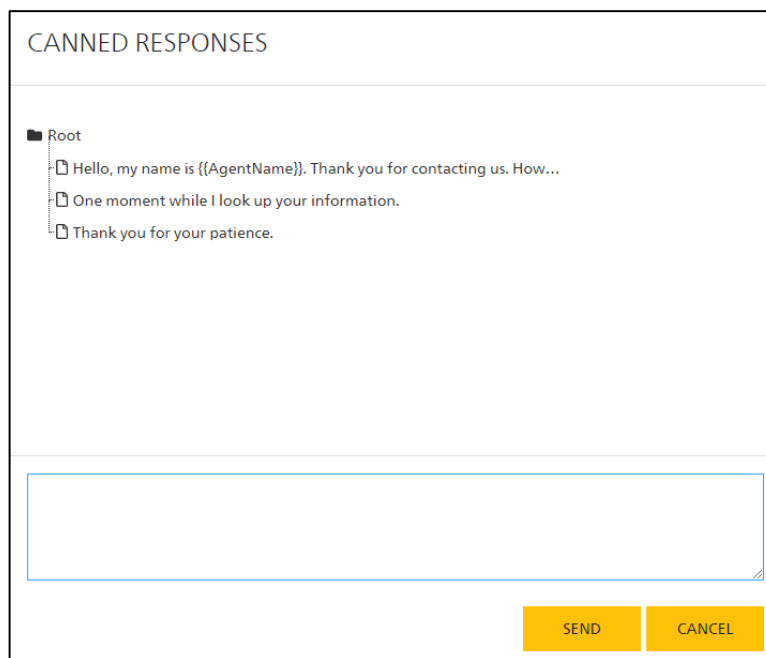 CANNED RESPONSES
Root
Hello, my name is {{AgentName}}. Thank you for contacting us. How…
One moment while I look up your information.
Thank you for your patience.
SEND
CANCEL